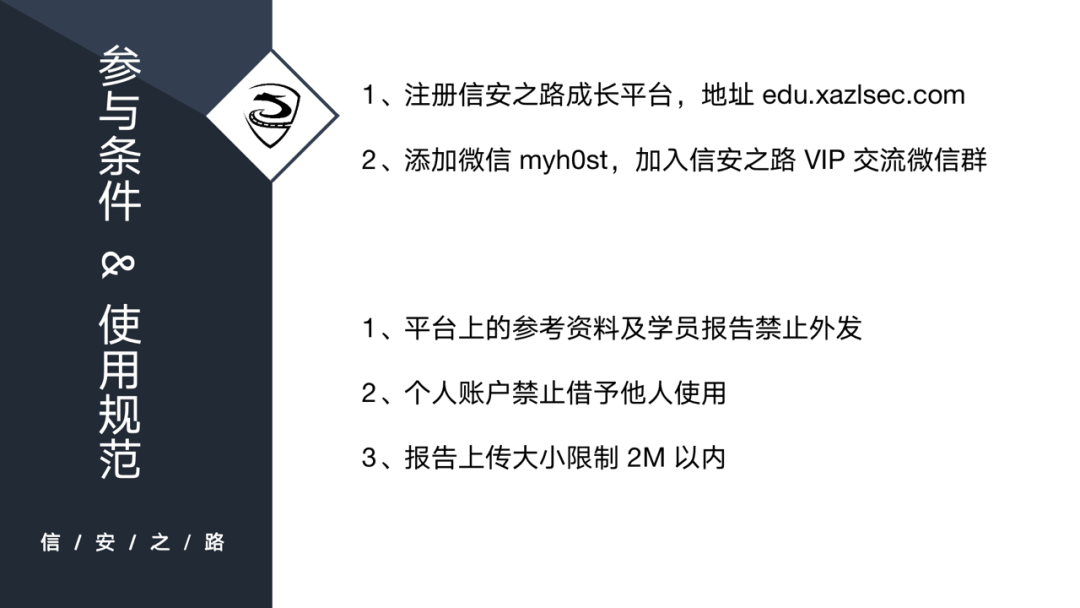 参与条件 & 使用规范
信 / 安 / 之 / 路
1、注册信安之路成长平台，地址 edu.xazlsec.com
2、添加微信 myh0st，加入信安之路 VIP 交流微信群
1、平台上的参考资料及学员报告禁止外发
2、个人账户禁止借予他人使用
3、报告上传大小限制 2M 以内